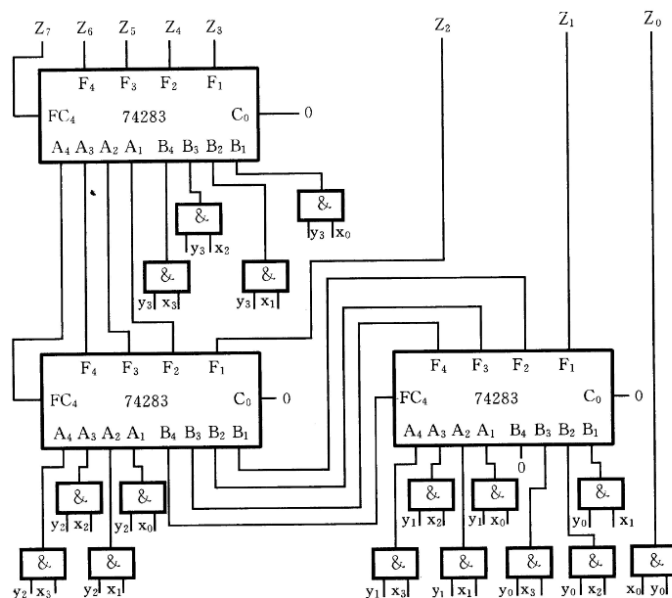 Z₇ Z₆ Z₅ Z₄ Z₃ Z₂ Z₁ Z₀
F₄ F₃ F₂ F₁
FC₄ 74283 C₀ 0
A₄ A₃ A₂ A₁ B₄ B₃ B₂ B₁
&
y₃ x₀
&
y₃ x₂
&
y₃ x₃
&
y₃ x₁
F₄ F₃ F₂ F₁
FC₄ 74283 C₀ 0
A₄ A₃ A₂ A₁ B₄ B₃ B₂ B₁
&
y₂ x₂
&
y₂ x₀
&
y₂ x₃
&
y₂ x₁
F₄ F₃ F₂ F₁
FC₄ 74283 C₀ 0
A₄ A₃ A₂ A₁ B₄ B₃ B₂ B₁
0
&
y₁ x₂
&
y₁ x₀
&
y₀ x₁
&
y₁ x₃
&
y₁ x₁
&
y₀ x₃
&
y₀ x₂
&
x₀ y₀